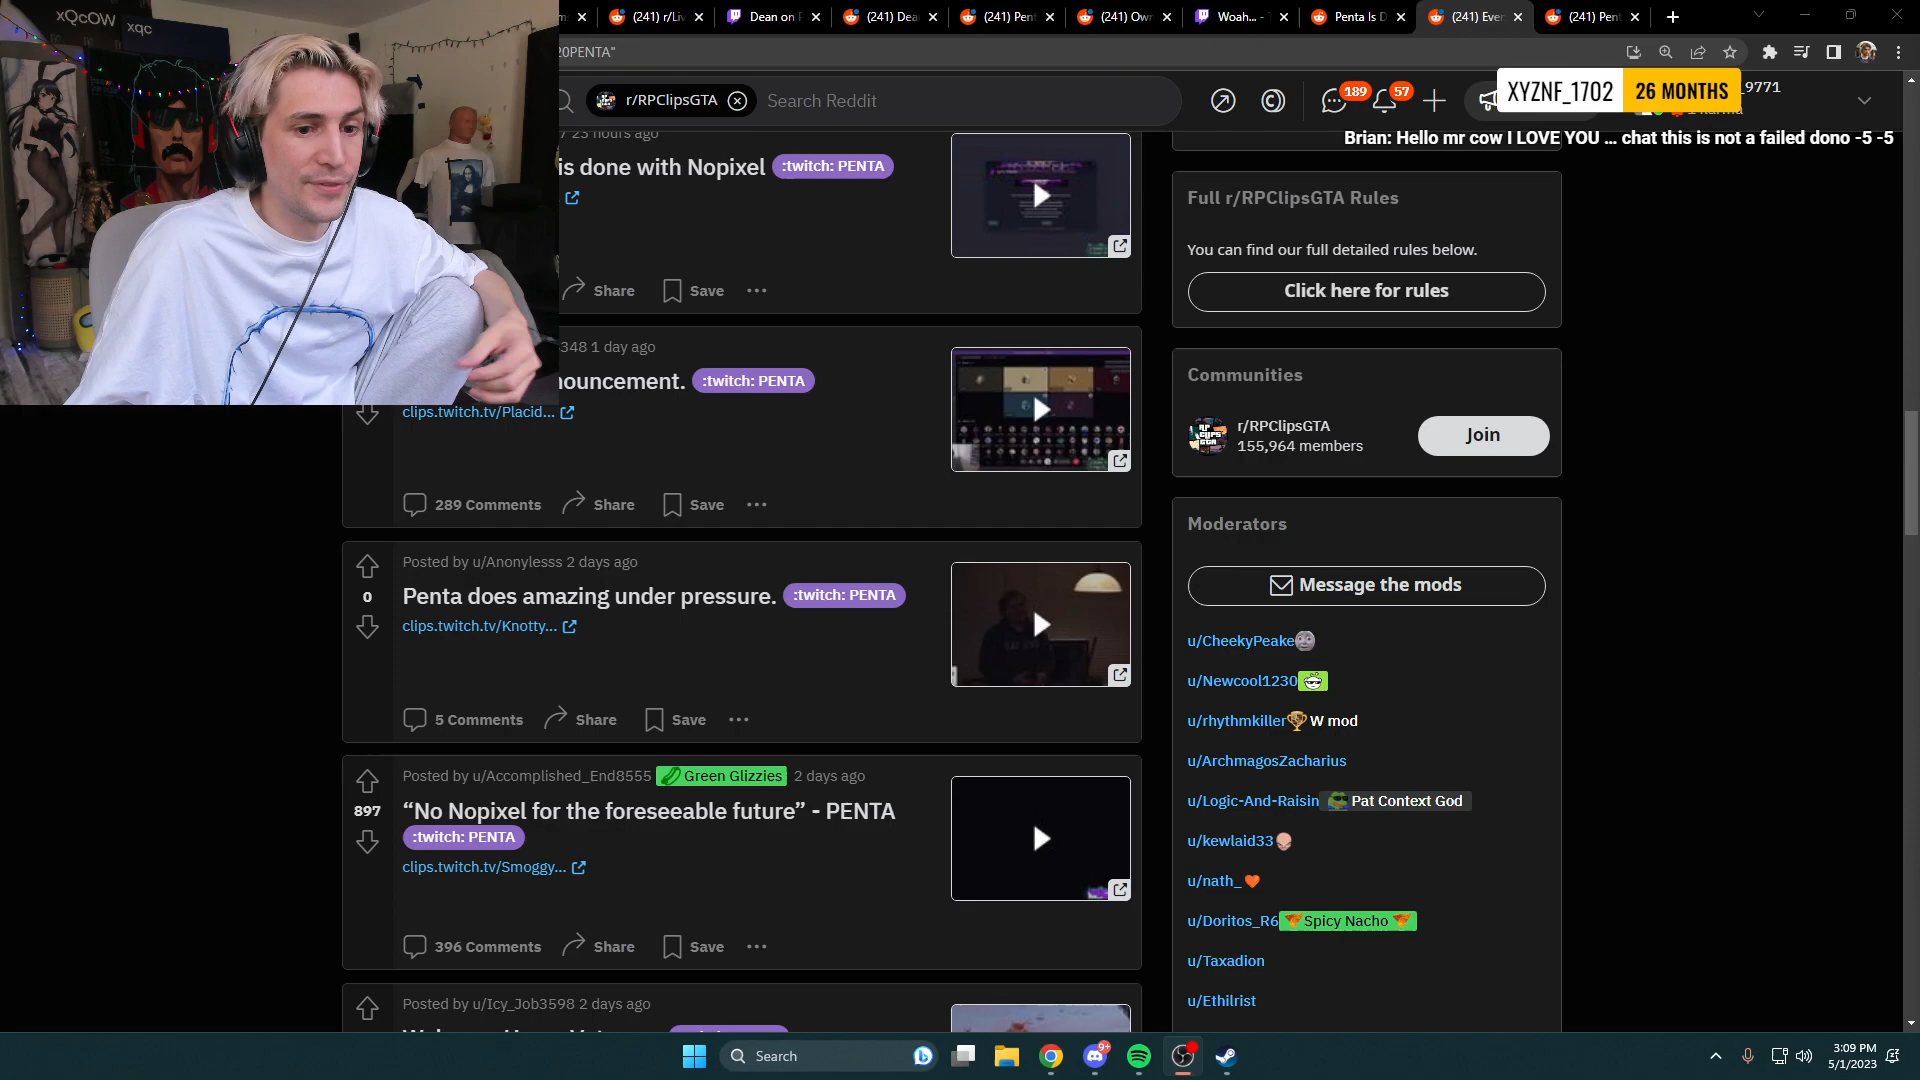 xQcOW
xqc
(241) r/Liv
Dean on
(241) Dea
(241) Pent
(241) Own
Woah... -
Penta Is D
(241) Ever
(241) Pent
20PENTA"
r/RPClipsGTA
Search Reddit
189
57
XYZNF_1702
26 MONTHS
_9771
Brian: Hello mr cow I LOVE YOU ... chat this is not a failed dono -5 -5
23 hours ago
is done with Nopixel
:twitch: PENTA
Share
Save
348 1 day ago
nouncement.
:twitch: PENTA
clips.twitch.tv/Placid...
289 Comments
Share
Save
Posted by u/Anonylesss 2 days ago
0
Penta does amazing under pressure.
:twitch: PENTA
clips.twitch.tv/Knotty...
5 Comments
Share
Save
Posted by u/Accomplished_End8555
Green Glizzies
2 days ago
897
“No Nopixel for the foreseeable future” - PENTA
:twitch: PENTA
clips.twitch.tv/Smoggy...
396 Comments
Share
Save
Posted by u/Icy_Job3598 2 days ago
Full r/RPClipsGTA Rules
You can find our full detailed rules below.
Click here for rules
Communities
RP CLIPS GTA
r/RPClipsGTA
155,964 members
Join
Moderators
Message the mods
u/CheekyPeake
u/Newcool1230
u/rhythmkiller
W mod
u/ArchmagosZacharius
u/Logic-And-Raisin
Pat Context God
u/kewlaid33
u/nath_
u/Doritos_R6
Spicy Nacho
u/Taxadion
u/Ethilrist
Search
9+
3:09 PM
5/1/2023